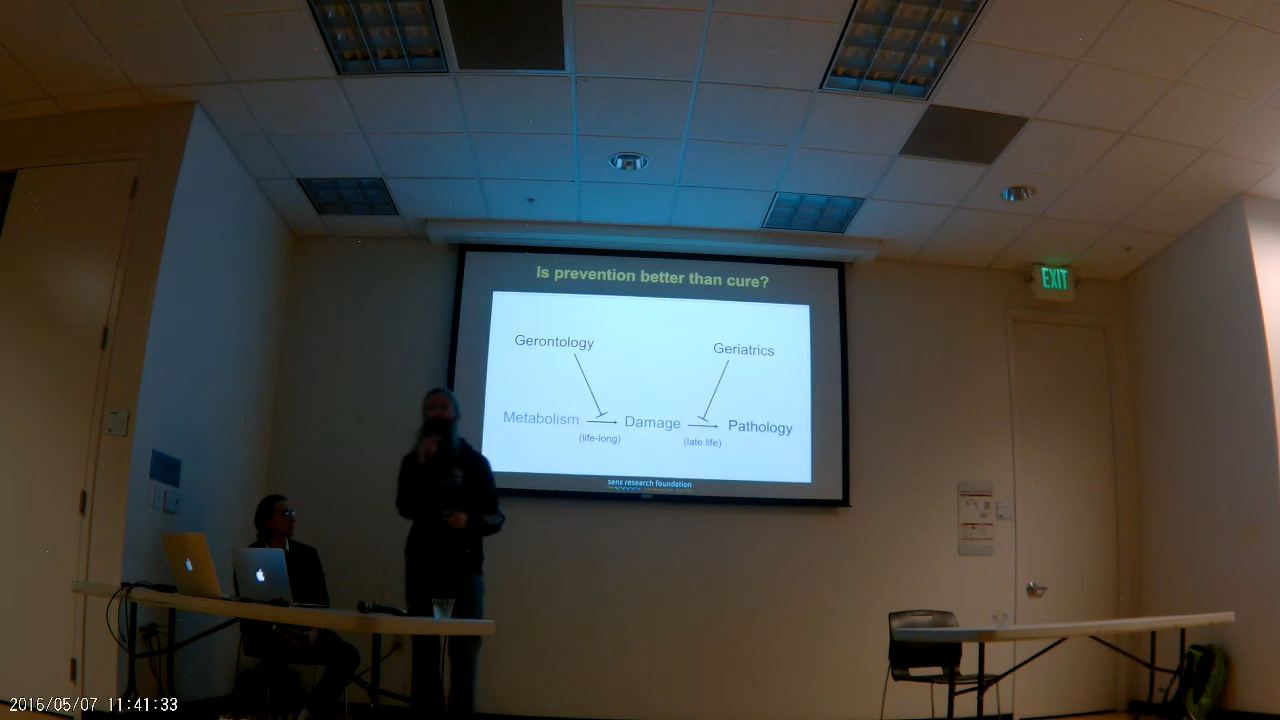 Is prevention better than cure?
Gerontology
Geriatrics
Metabolism
Damage
Pathology
(life-long)
(late life)
sens research foundation
EXIT
2016/05/07 11:41:33